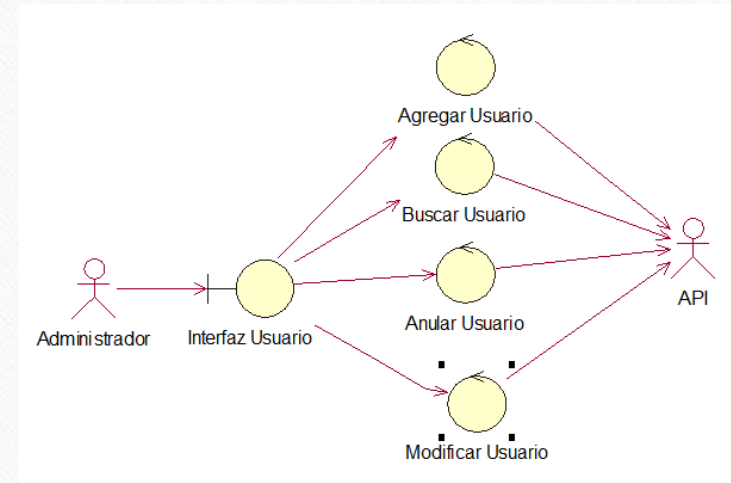 Agregar Usuario
Buscar Usuario
Administrador
Interfaz Usuario
Anular Usuario
API
Modificar Usuario